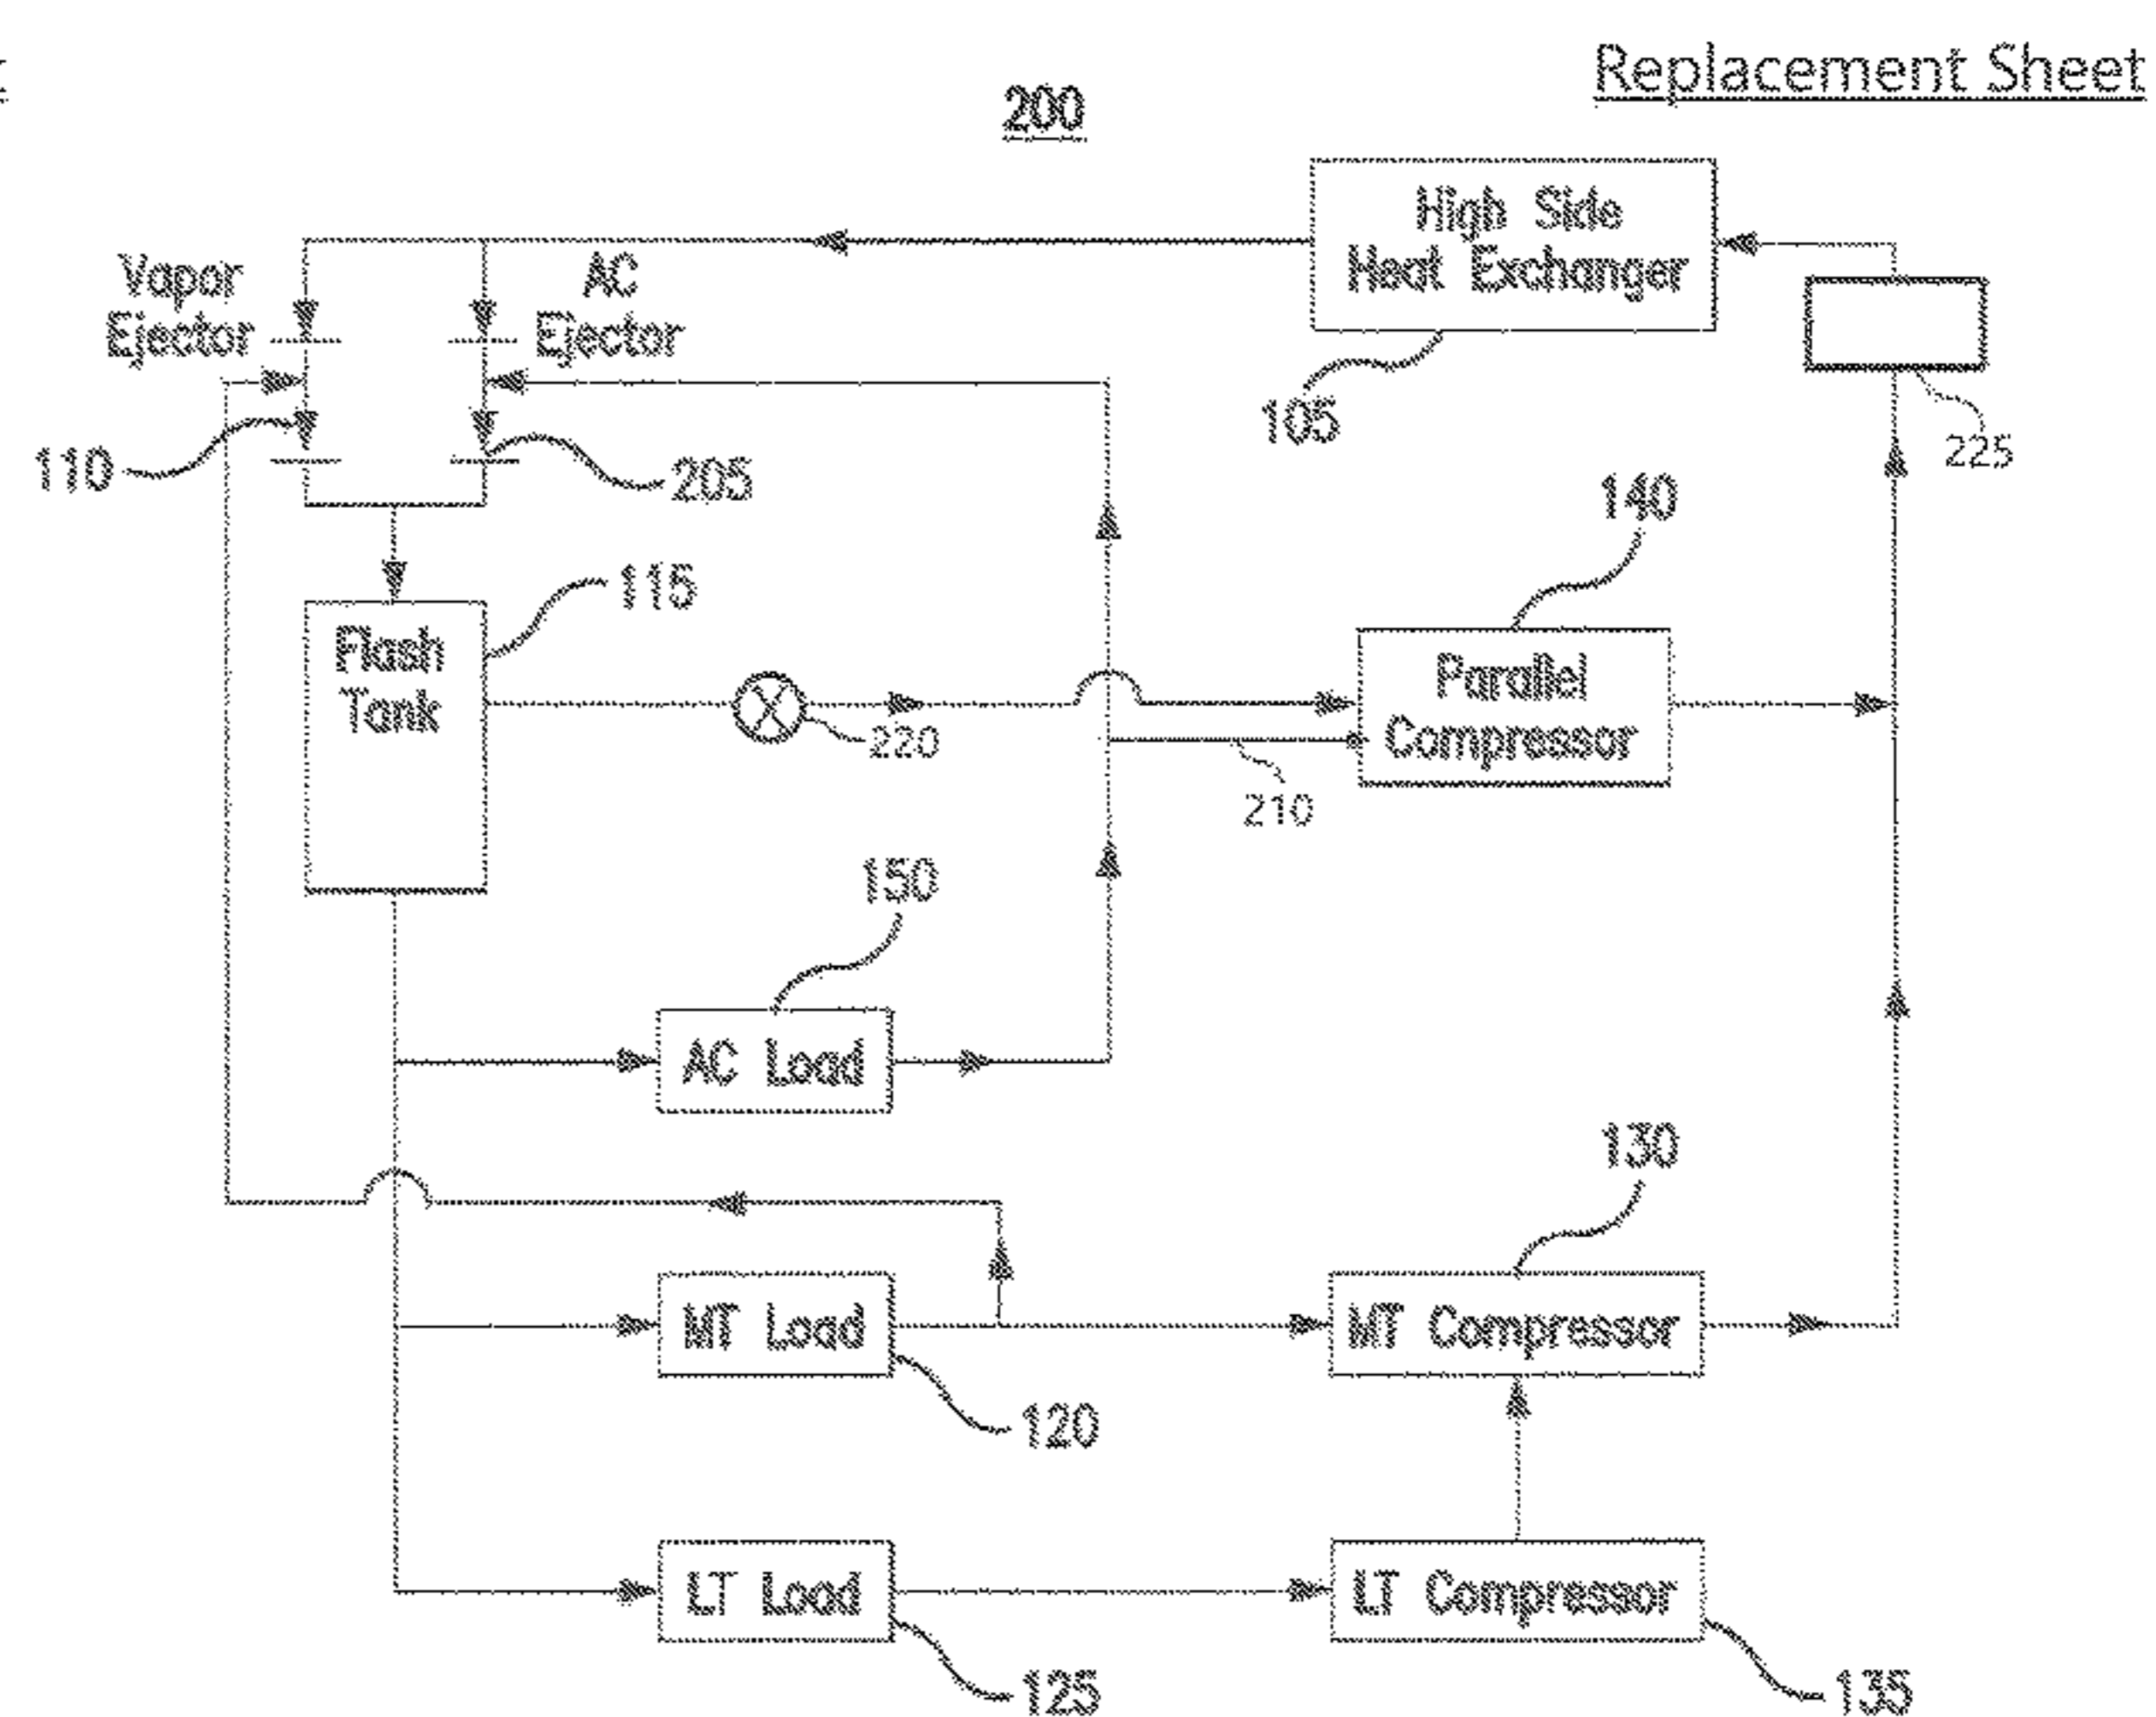 Replacement Sheet
200
High Side
Heat Exchanger
Vapor
Ejector
AC
Ejector
105
225
110
205
140
115
Flash
Tank
Parallel
Compressor
220
210
150
AC Load
130
MT Load
MT Compressor
120
LT Load
LT Compressor
125
135